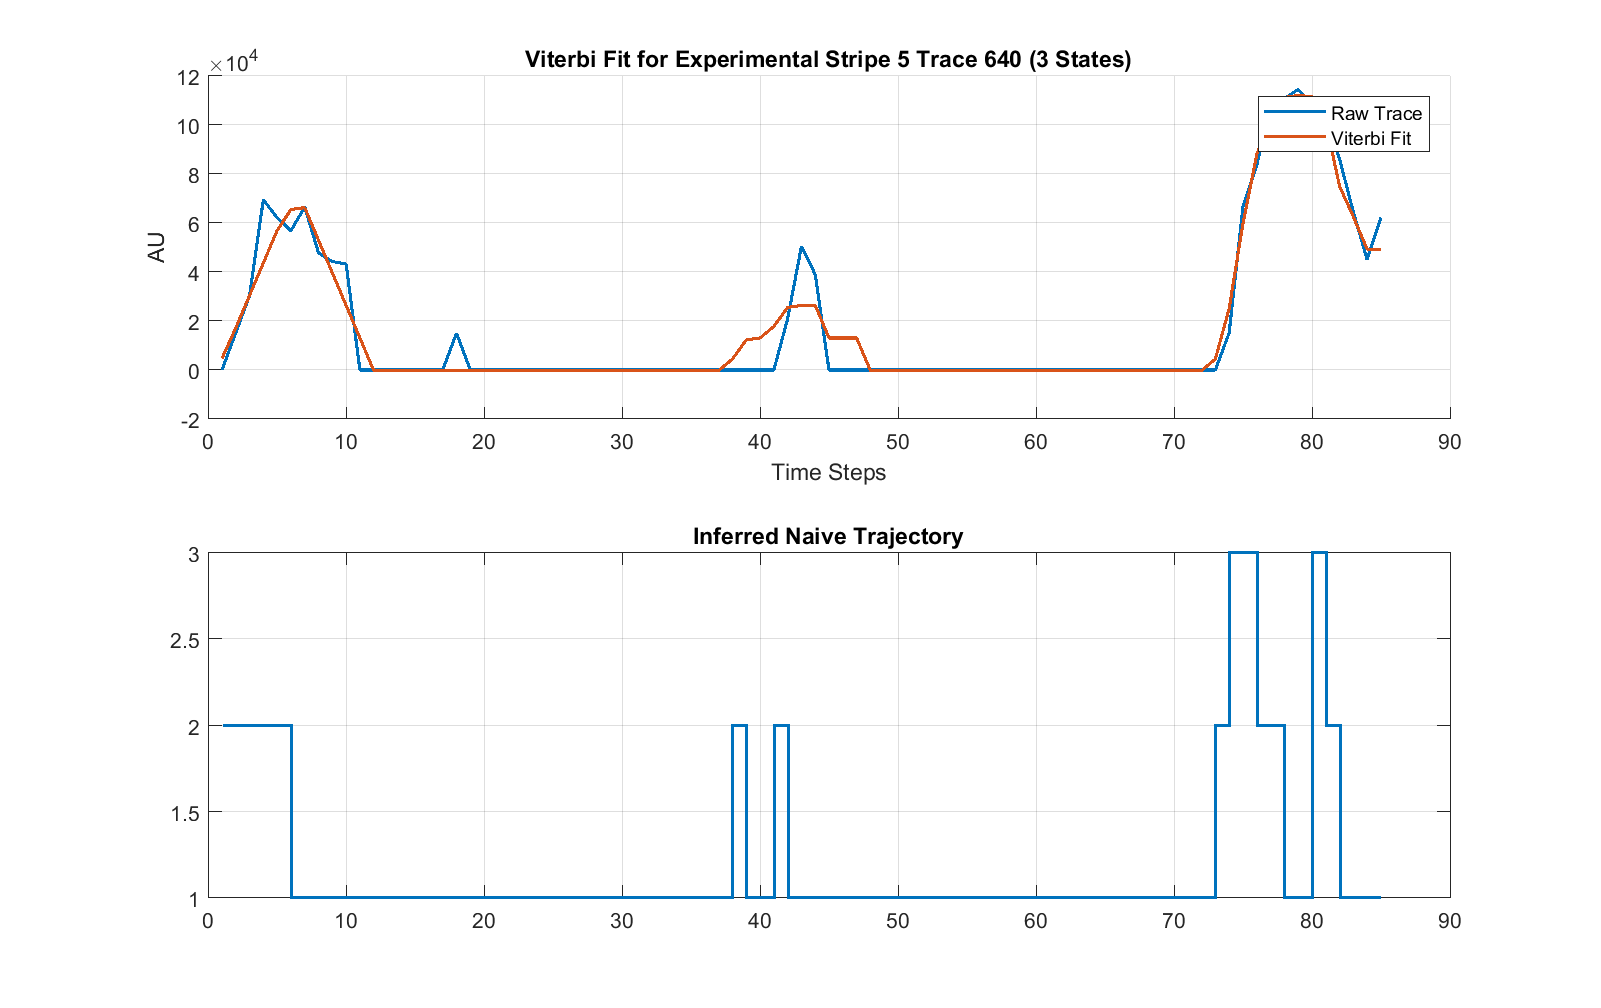 Viterbi Fit for Experimental Stripe 5 Trace 640 (3 States)
×10⁴
12
10
8
6
4
2
0
-2
AU
Raw Trace
Viterbi Fit
0 10 20 30 40 50 60 70 80 90
Time Steps
Inferred Naive Trajectory
3
2.5
2
1.5
1
0 10 20 30 40 50 60 70 80 90